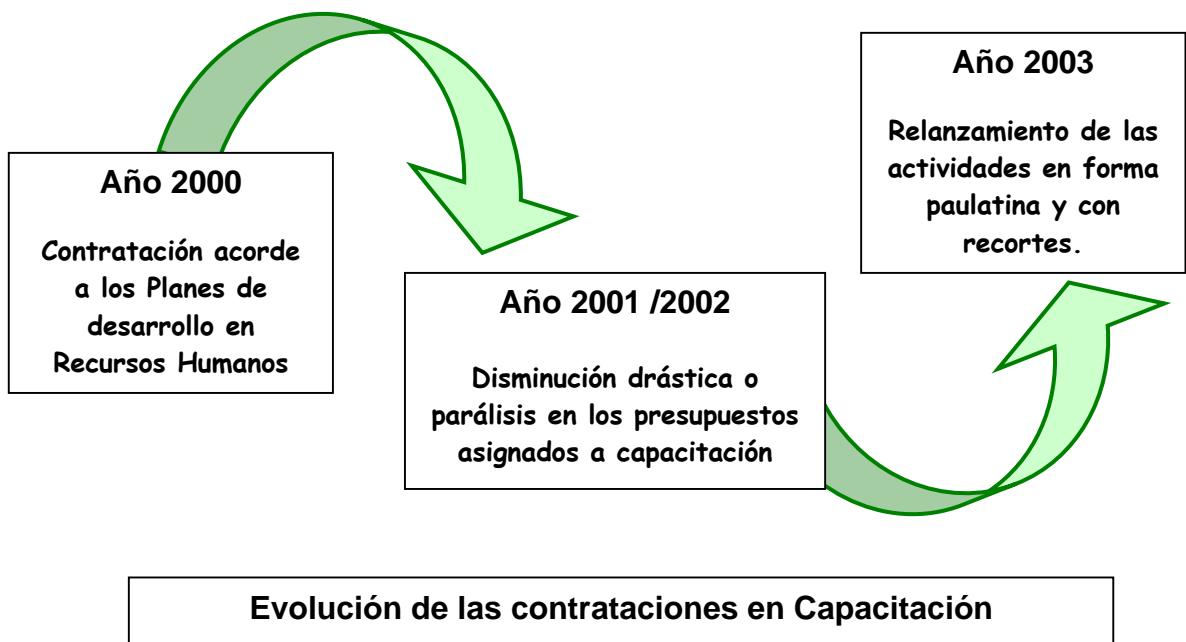 Año 2000
Contratación acorde
a los Planes de
desarrollo en
Recursos Humanos
Año 2001 /2002
Disminución drástica o
parálisis en los presupuestos
asignados a capacitación
Año 2003
Relanzamiento de las
actividades en forma
paulatina y con
recortes.
Evolución de las contrataciones en Capacitación